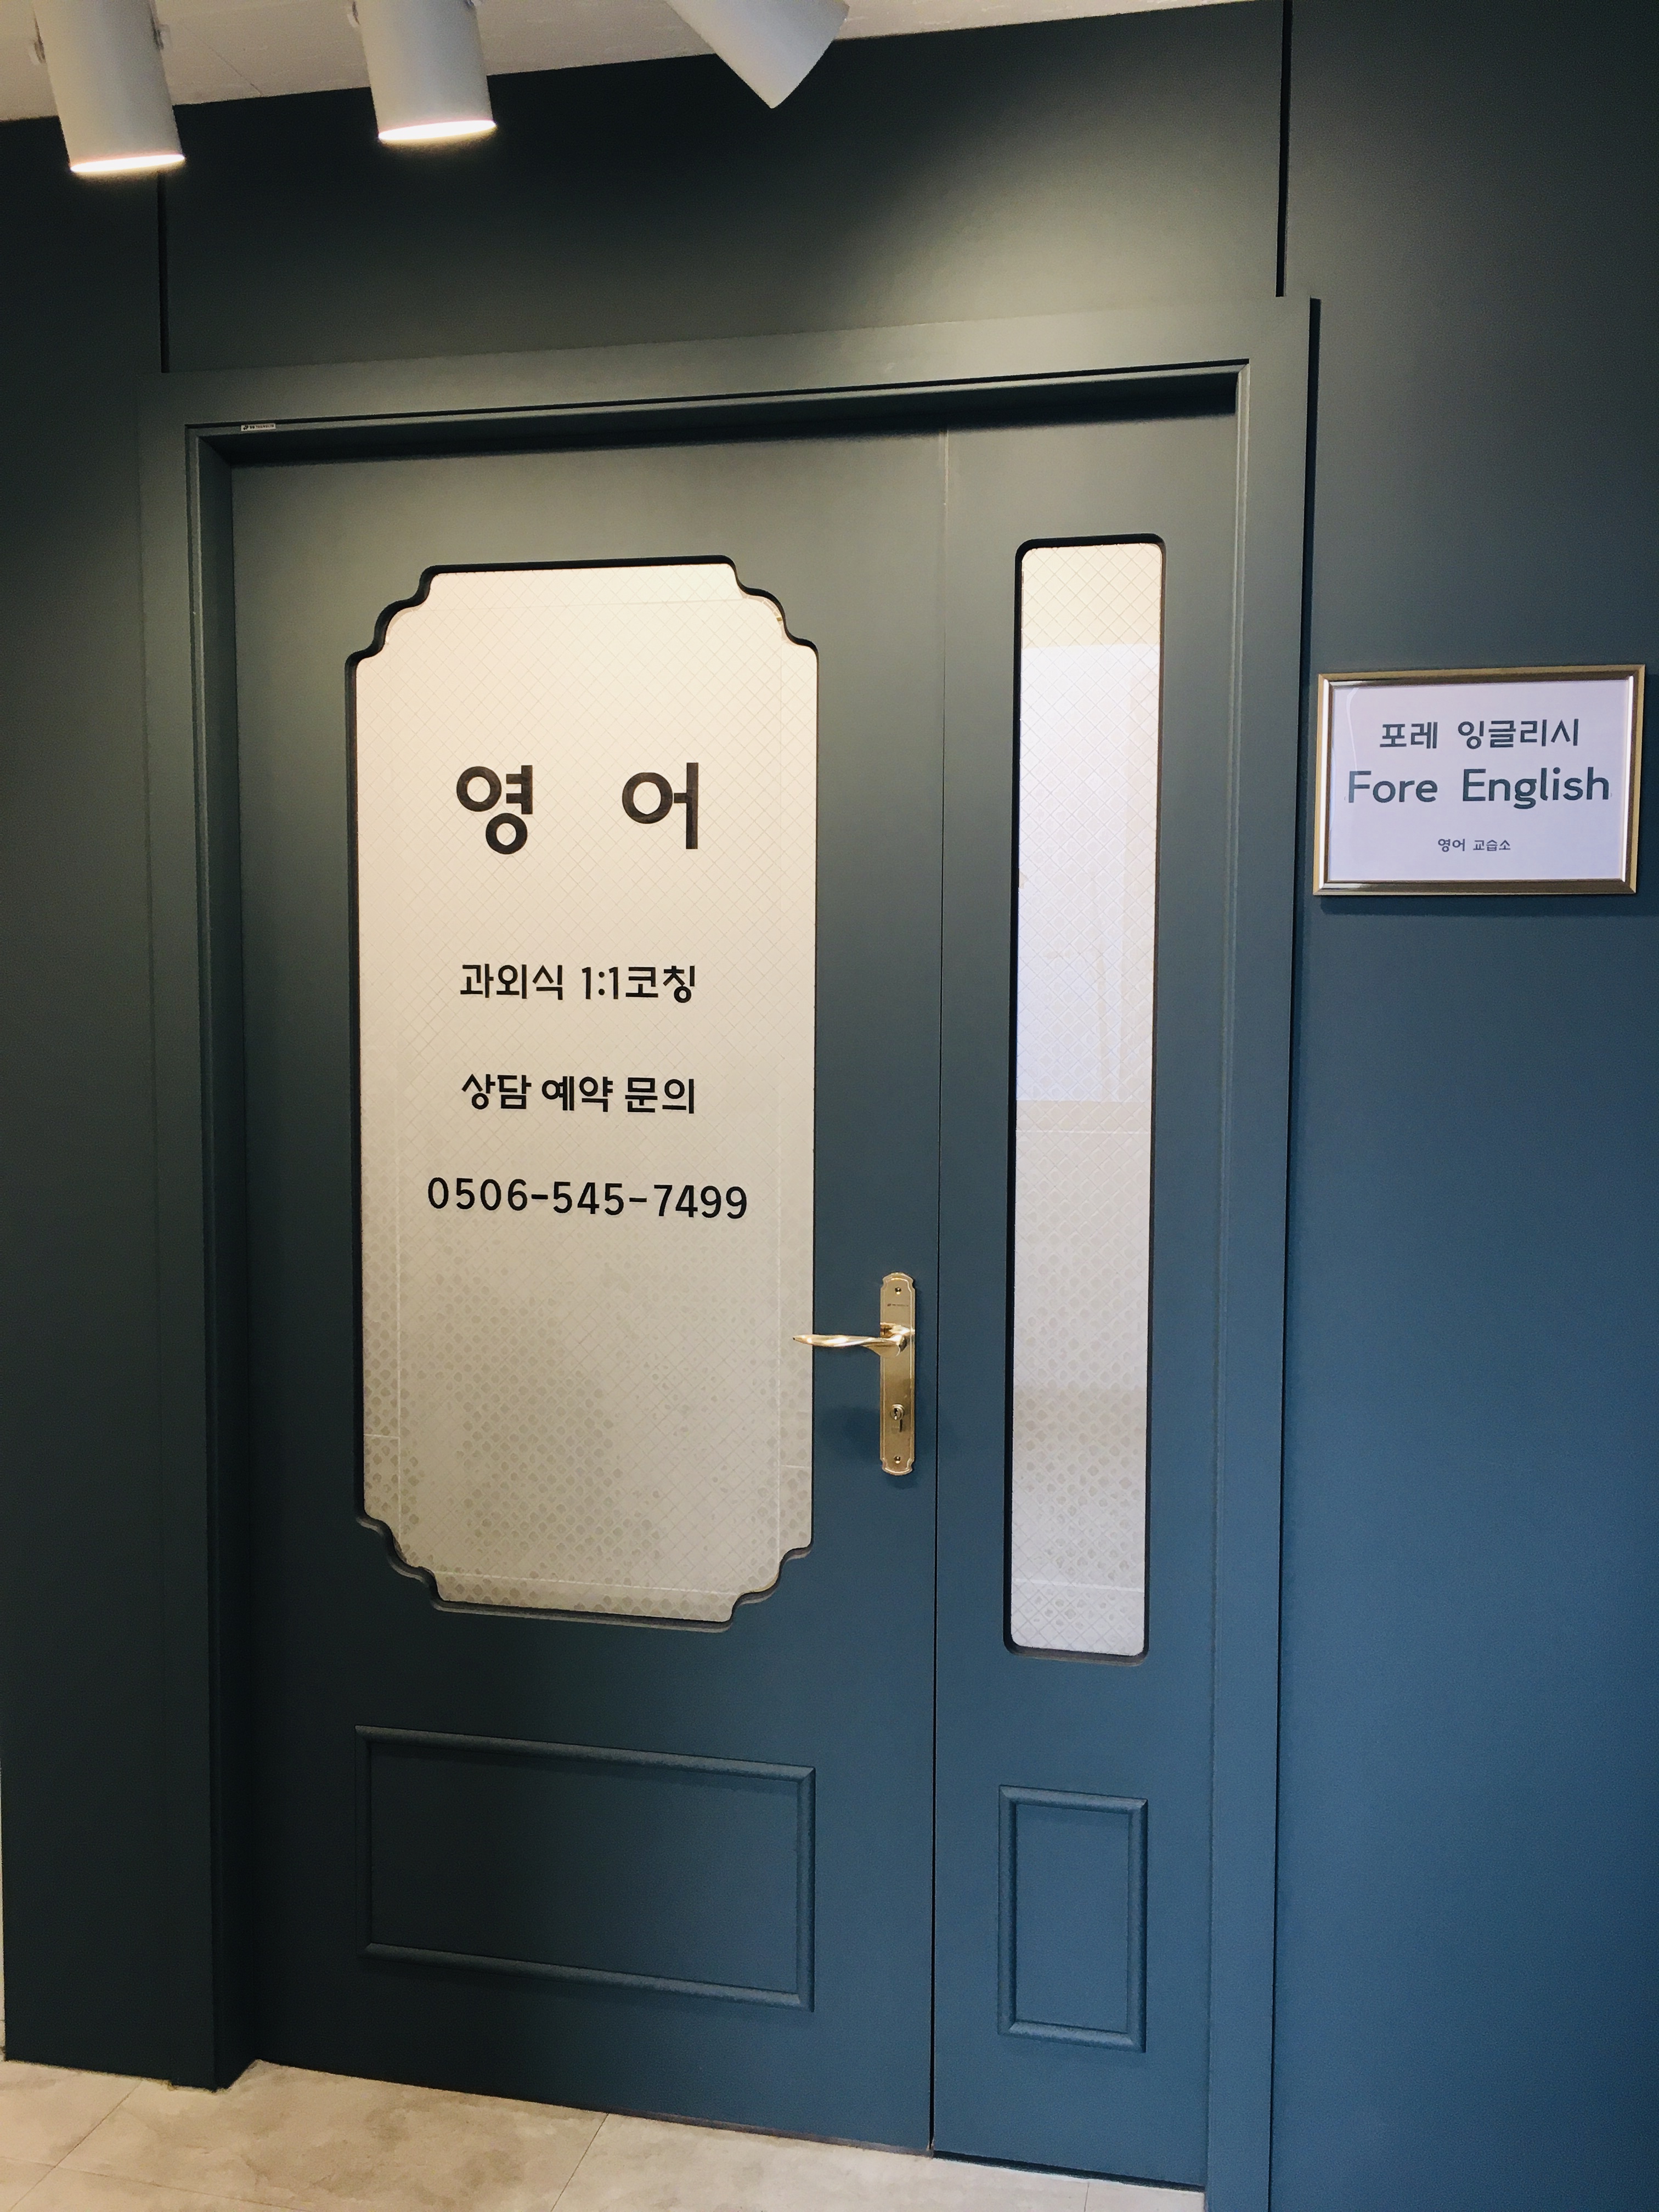 영 어
과외식 1:1코칭
상담 예약 문의
0506-545-7499
포레 잉글리시
Fore English
영어 교습소